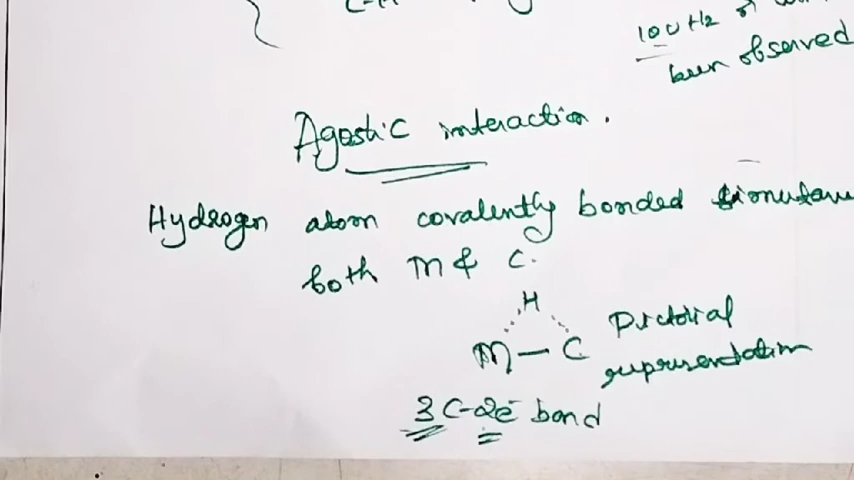 C-H
100 Hz
been observed
Agostic interaction.
Hydrogen atom covalently bonded
both M & C.
H
M — C Pictorial
representation
3C-2e⁻ bond